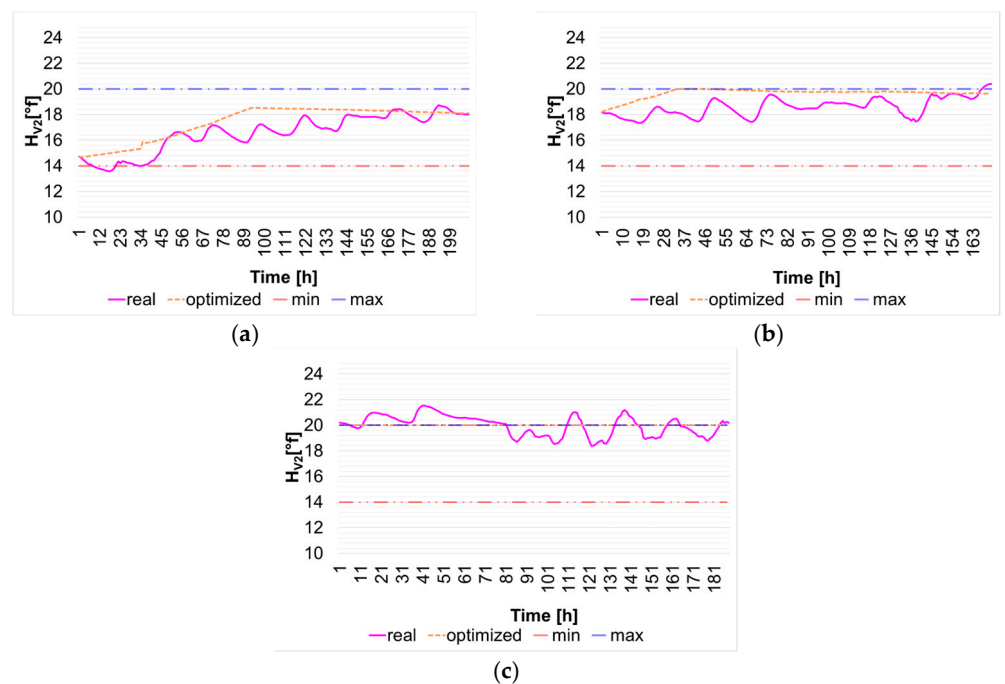 24
22
20
18
16
14
12
10
H_V2[°f]
1 12 23 34 45 56 67 78 89 100 111 122 133 144 155 166 177 188 199
Time [h]
real optimized min max
(a)
24
22
20
18
16
14
12
10
H_V2[°f]
1 10 19 28 37 46 55 64 73 82 91 100 109 118 127 136 145 154 163
Time [h]
real optimized min max
(b)
24
22
20
18
16
14
12
10
H_V2[°f]
1 11 21 31 41 51 61 71 81 91 101 111 121 131 141 151 161 171 181
Time [h]
real optimized min max
(c)